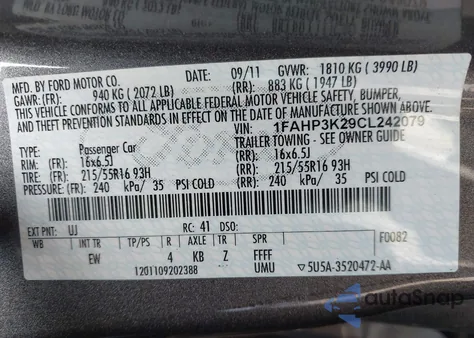 MFD. BY FORD MOTOR CO.
DATE: 09/11 GVWR: 1810 KG ( 3990 LB)
GAWR: (FR): 940 KG ( 2072 LB) (RR): 883 KG ( 1947 LB)
THIS VEHICLE CONFORMS TO ALL APPLICABLE FEDERAL MOTOR VEHICLE SAFETY, BUMPER,
AND THEFT PREVENTION STANDARDS IN EFFECT ON THE DATE OF MANUFACTURE SHOWN ABOVE.
VIN: 1FAHP3K29CL242079
TYPE: Passenger Car TRAILER TOWING - SEE OWNER GUIDE
RIM: (FR): 16x6.5J (RR): 16x6.5J
TIRE: (FR): 215/55R16 93H (RR): 215/55R16 93H
PRESSURE: (FR): 240 kPa/ 35 PSI COLD (RR): 240 kPa/ 35 PSI COLD
EXT PNT: UJ RC: 41 DSO: F0082
WB INT TR TP/PS R AXLE TR SPR
EW 4 KB Z FFFF
1201109202388 UMU ▽5U5A-3520472-AA
autoSnap